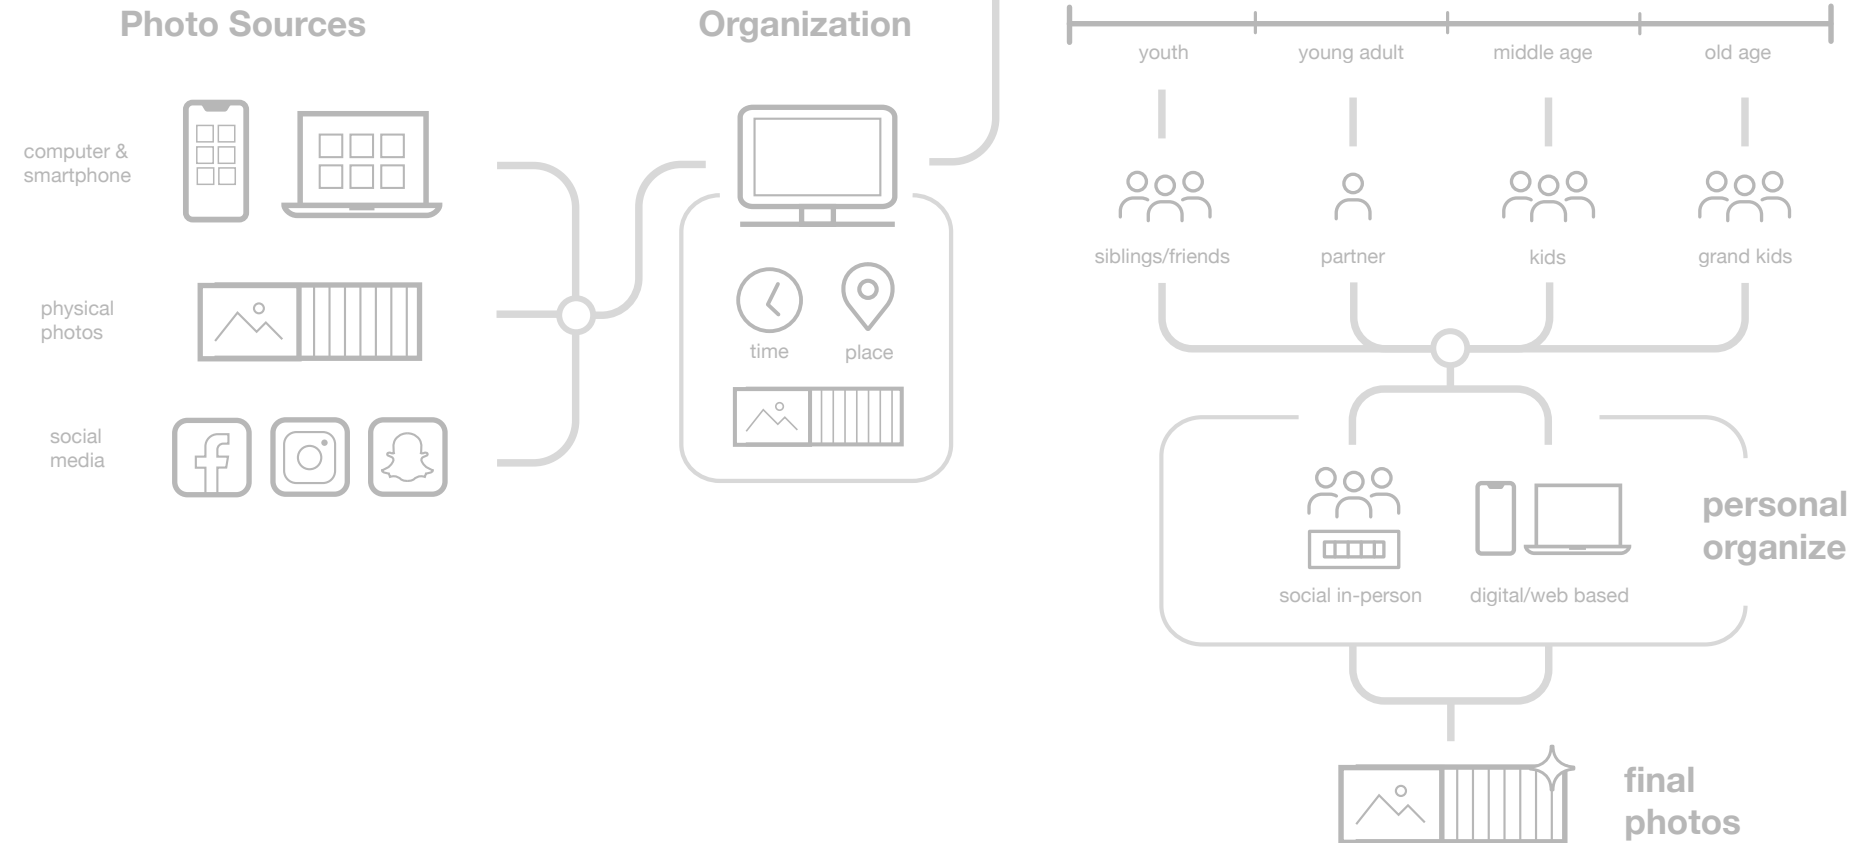 Photo Sources
computer &
smartphone
physical
photos
social
media
Organization
time
place
youth
young adult
middle age
old age
siblings/friends
partner
kids
grand kids
social in-person
digital/web based
personal
organize
final
photos